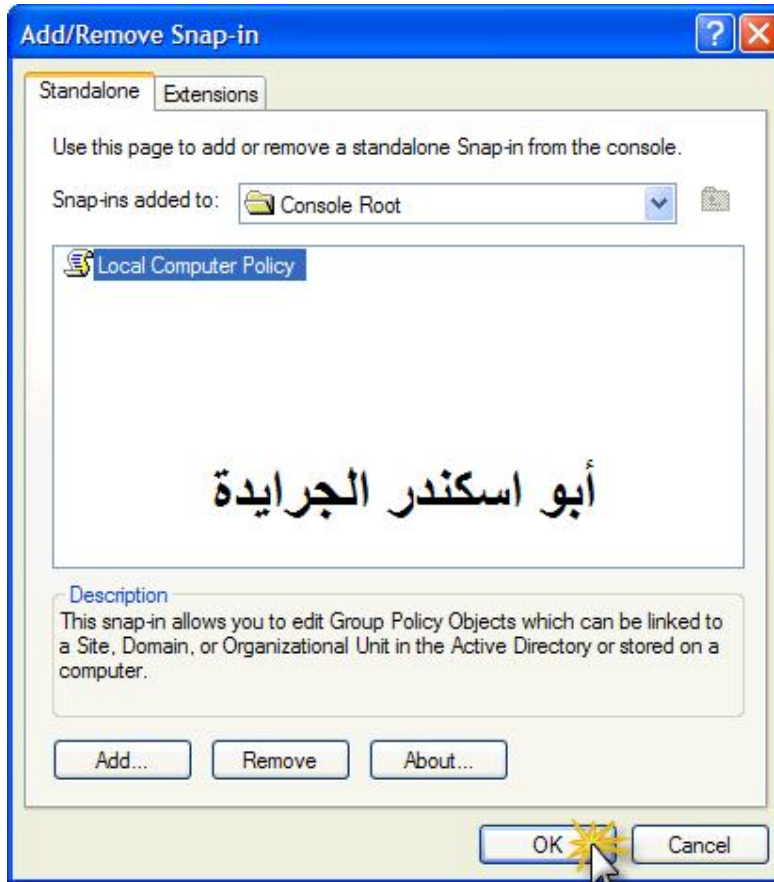 Add/Remove Snap-in
Standalone Extensions
Use this page to add or remove a standalone Snap-in from the console.
Snap-ins added to: Console Root
Local Computer Policy
أبو اسكندر الجرايدة
Description
This snap-in allows you to edit Group Policy Objects which can be linked to
a Site, Domain, or Organizational Unit in the Active Directory or stored on a
computer.
Add... Remove About...
OK Cancel